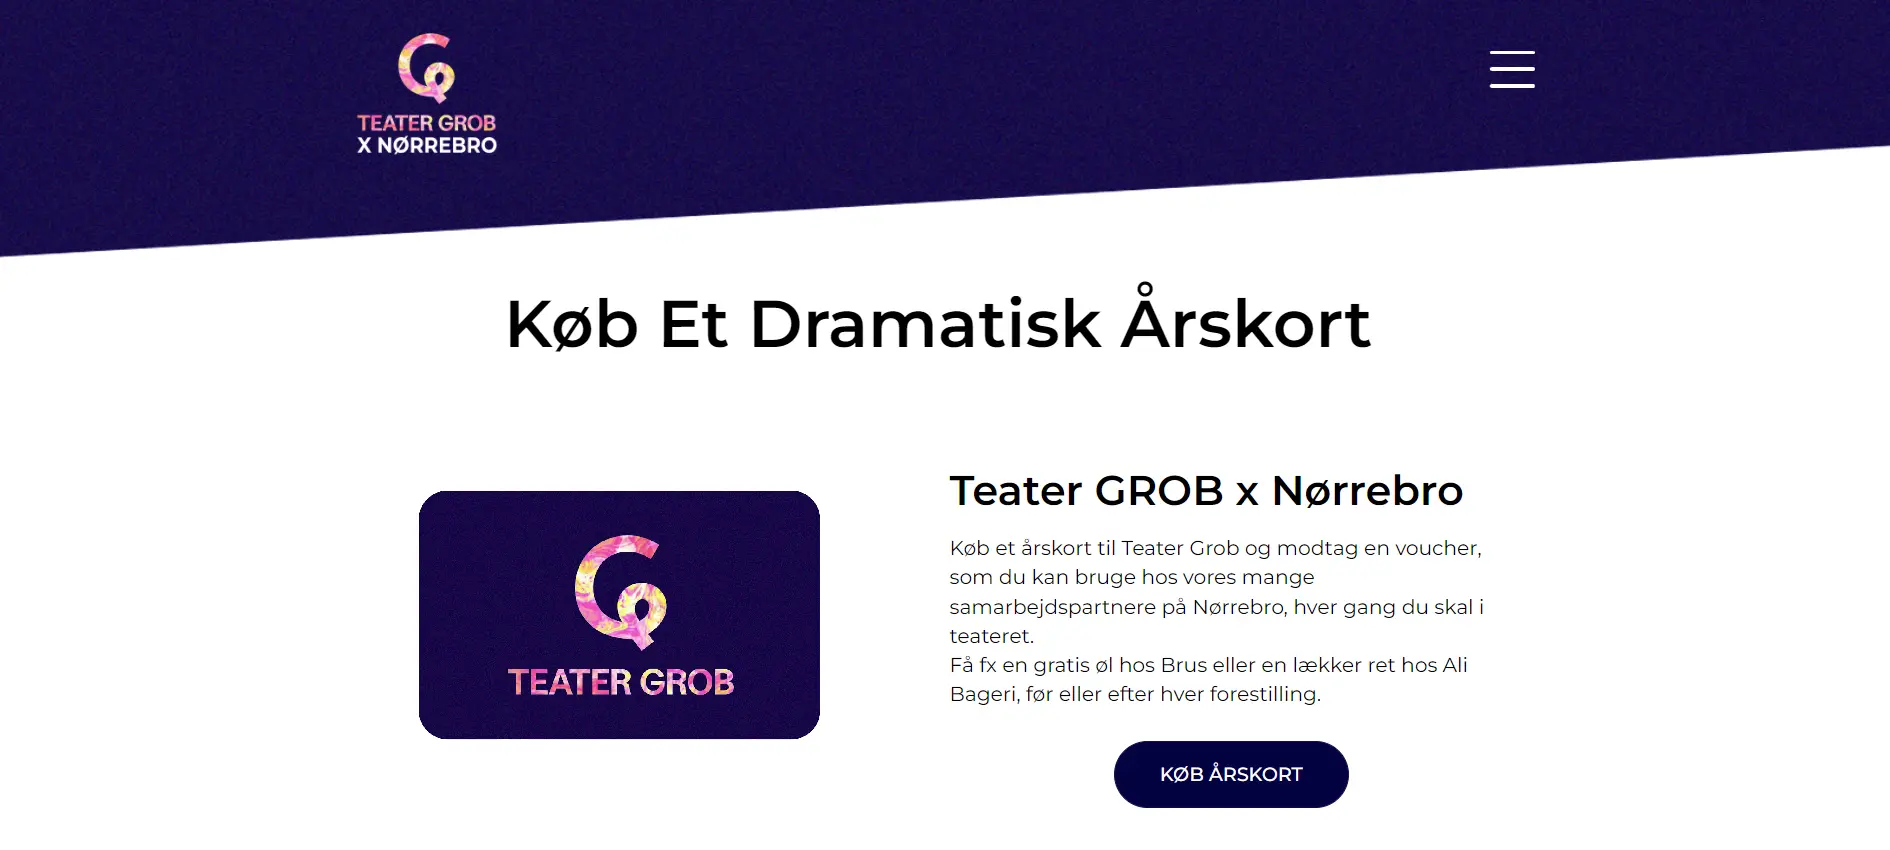 TEATER GROB
X NØRREBRO
Køb Et Dramatisk Årskort
TEATER GROB
Teater GROB x Nørrebro
Køb et årskort til Teater Grob og modtag en voucher,
som du kan bruge hos vores mange
samarbejdspartnere på Nørrebro, hver gang du skal i
teateret.
Få fx en gratis øl hos Brus eller en lækker ret hos Ali
Bageri, før eller efter hver forestilling.
KØB ÅRSKORT